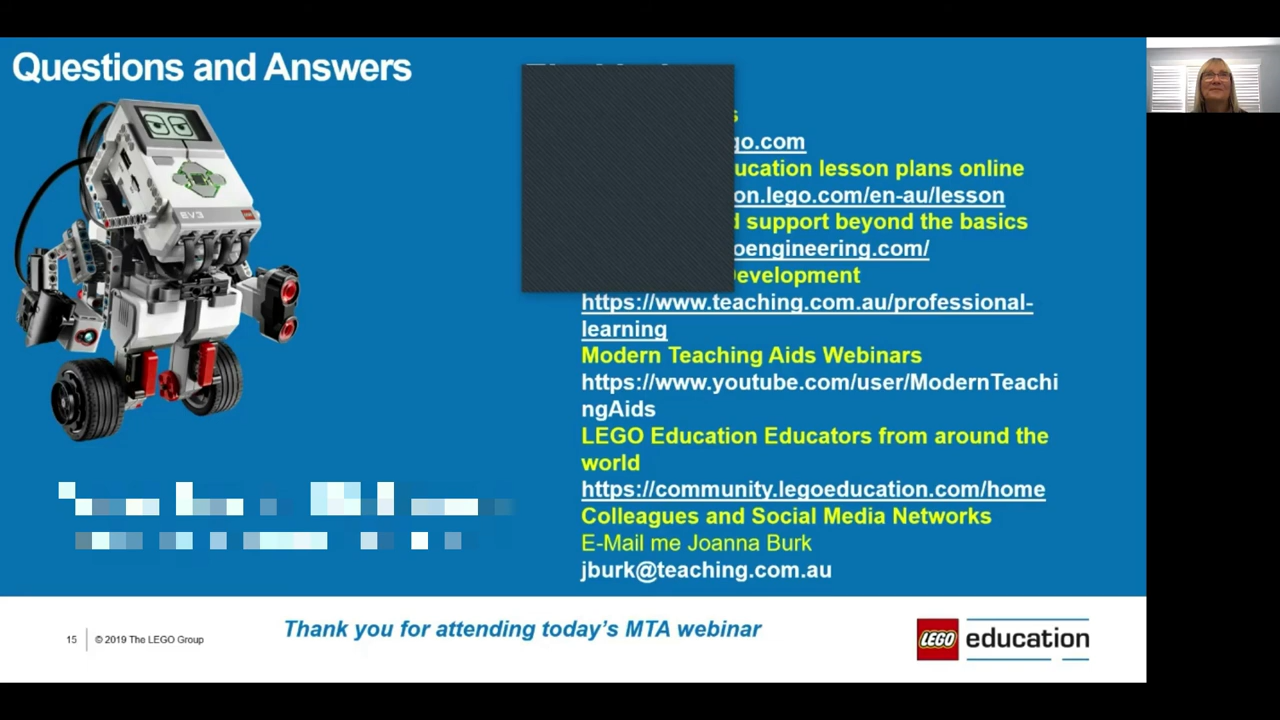 Questions and Answers
go.com
ucation lesson plans online
on.lego.com/en-au/lesson
d support beyond the basics
oengineering.com/
evelopment
https://www.teaching.com.au/professional-
learning
Modern Teaching Aids Webinars
https://www.youtube.com/user/ModernTeachi
ngAids
LEGO Education Educators from around the
world
https://community.legoeducation.com/home
Colleagues and Social Media Networks
E-Mail me Joanna Burk
jburk@teaching.com.au
EV3
15 © 2019 The LEGO Group
Thank you for attending today's MTA webinar
LEGO education